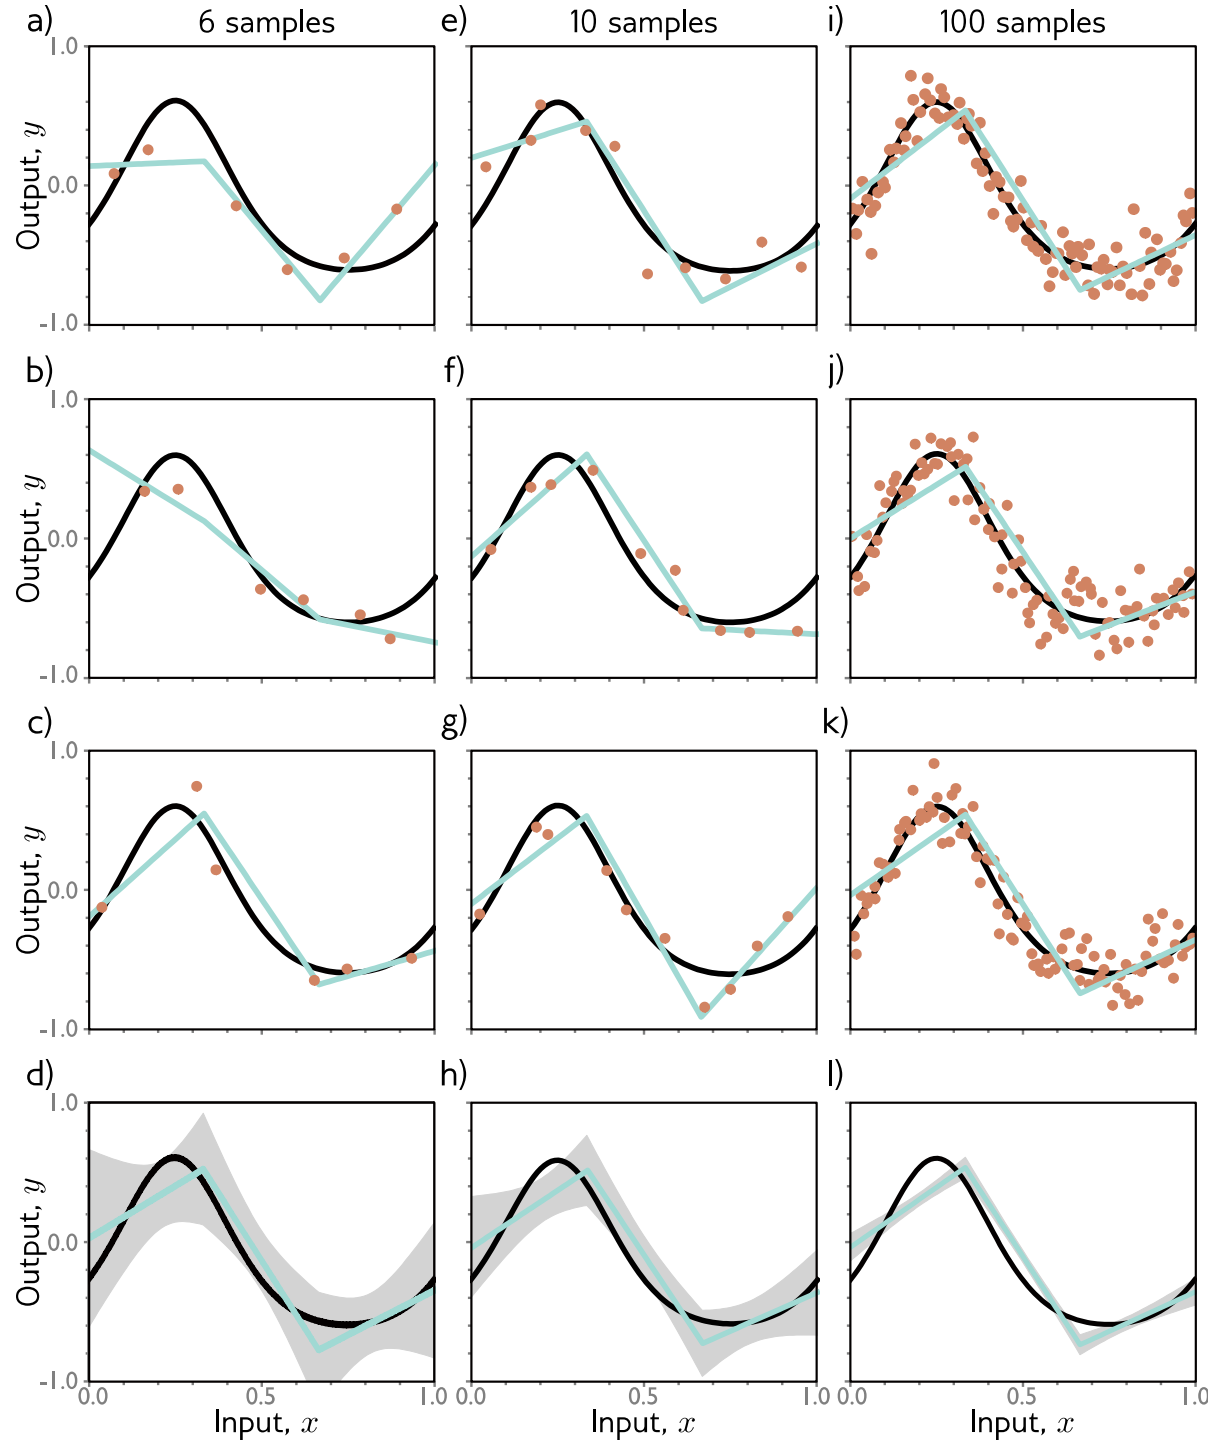 a) 6 samples e) 10 samples i) 100 samples
1.0
Output, y
0.0
-1.0
b) f) j)
1.0
Output, y
0.0
-1.0
c) g) k)
1.0
Output, y
0.0
-1.0
d) h) l)
1.0
Output, y
0.0
-1.0
0.0 0.5 1.0 0.0 0.5 1.0 0.0 0.5 1.0
Input, x Input, x Input, x